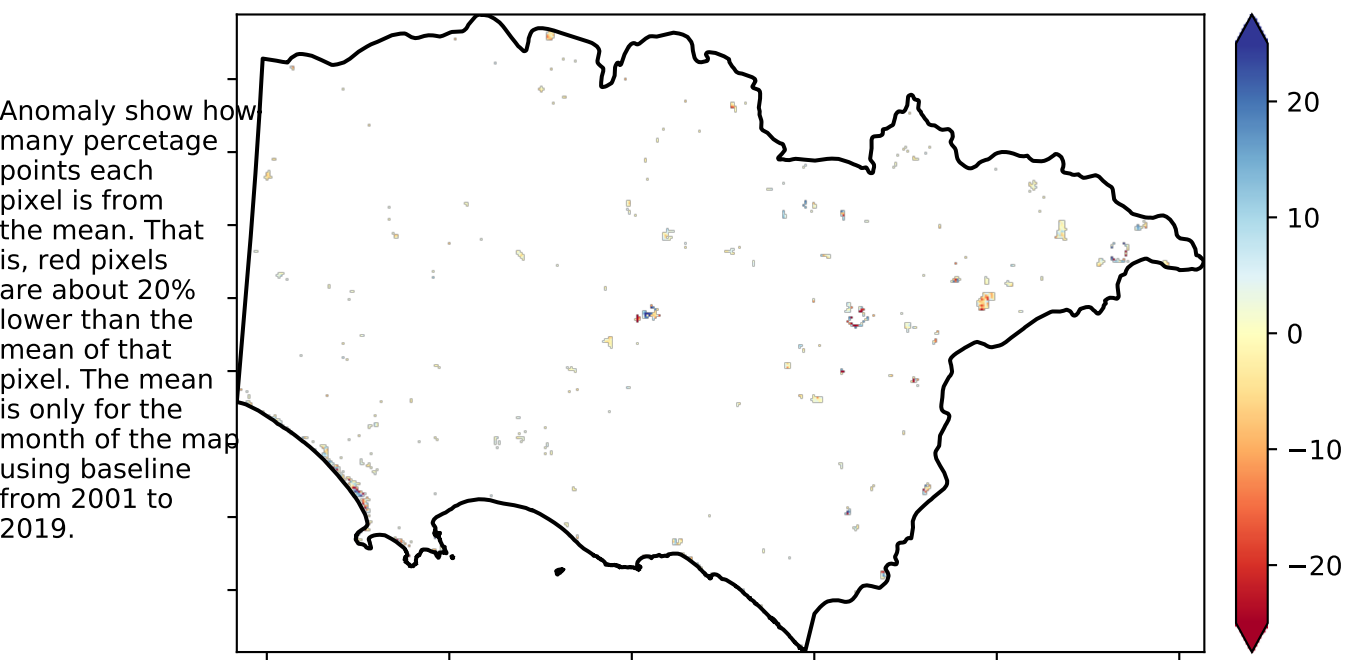 Anomaly show how
many percetage
points each
pixel is from
the mean. That
is, red pixels
are about 20%
lower than the
mean of that
pixel. The mean
is only for the
month of the map
using baseline
from 2001 to
2019.
20
10
0
−10
−20